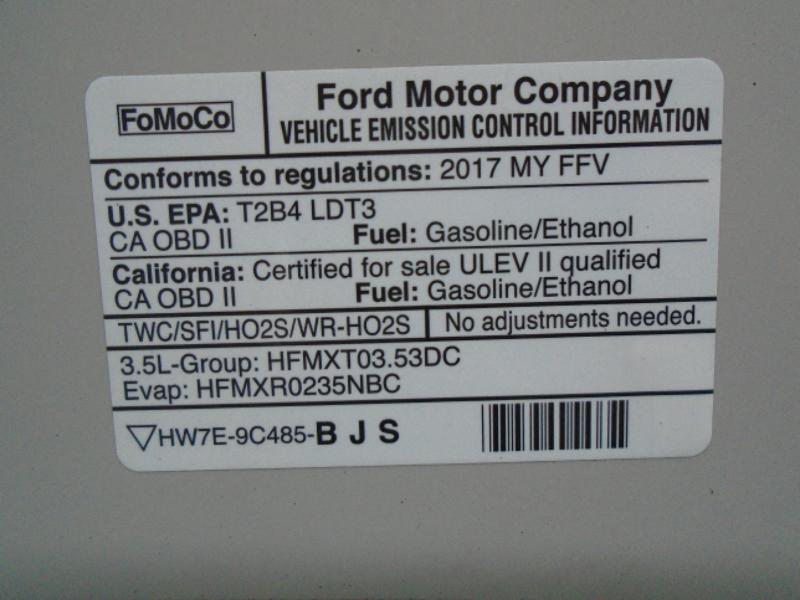 FoMoCo
Ford Motor Company
VEHICLE EMISSION CONTROL INFORMATION
Conforms to regulations: 2017 MY FFV
U.S. EPA: T2B4 LDT3
CA OBD II Fuel: Gasoline/Ethanol
California: Certified for sale ULEV II qualified
CA OBD II Fuel: Gasoline/Ethanol
TWC/SFI/HO2S/WR-HO2S No adjustments needed.
3.5L-Group: HFMXT03.53DC
Evap: HFMXR0235NBC
HW7E-9C485-B J S